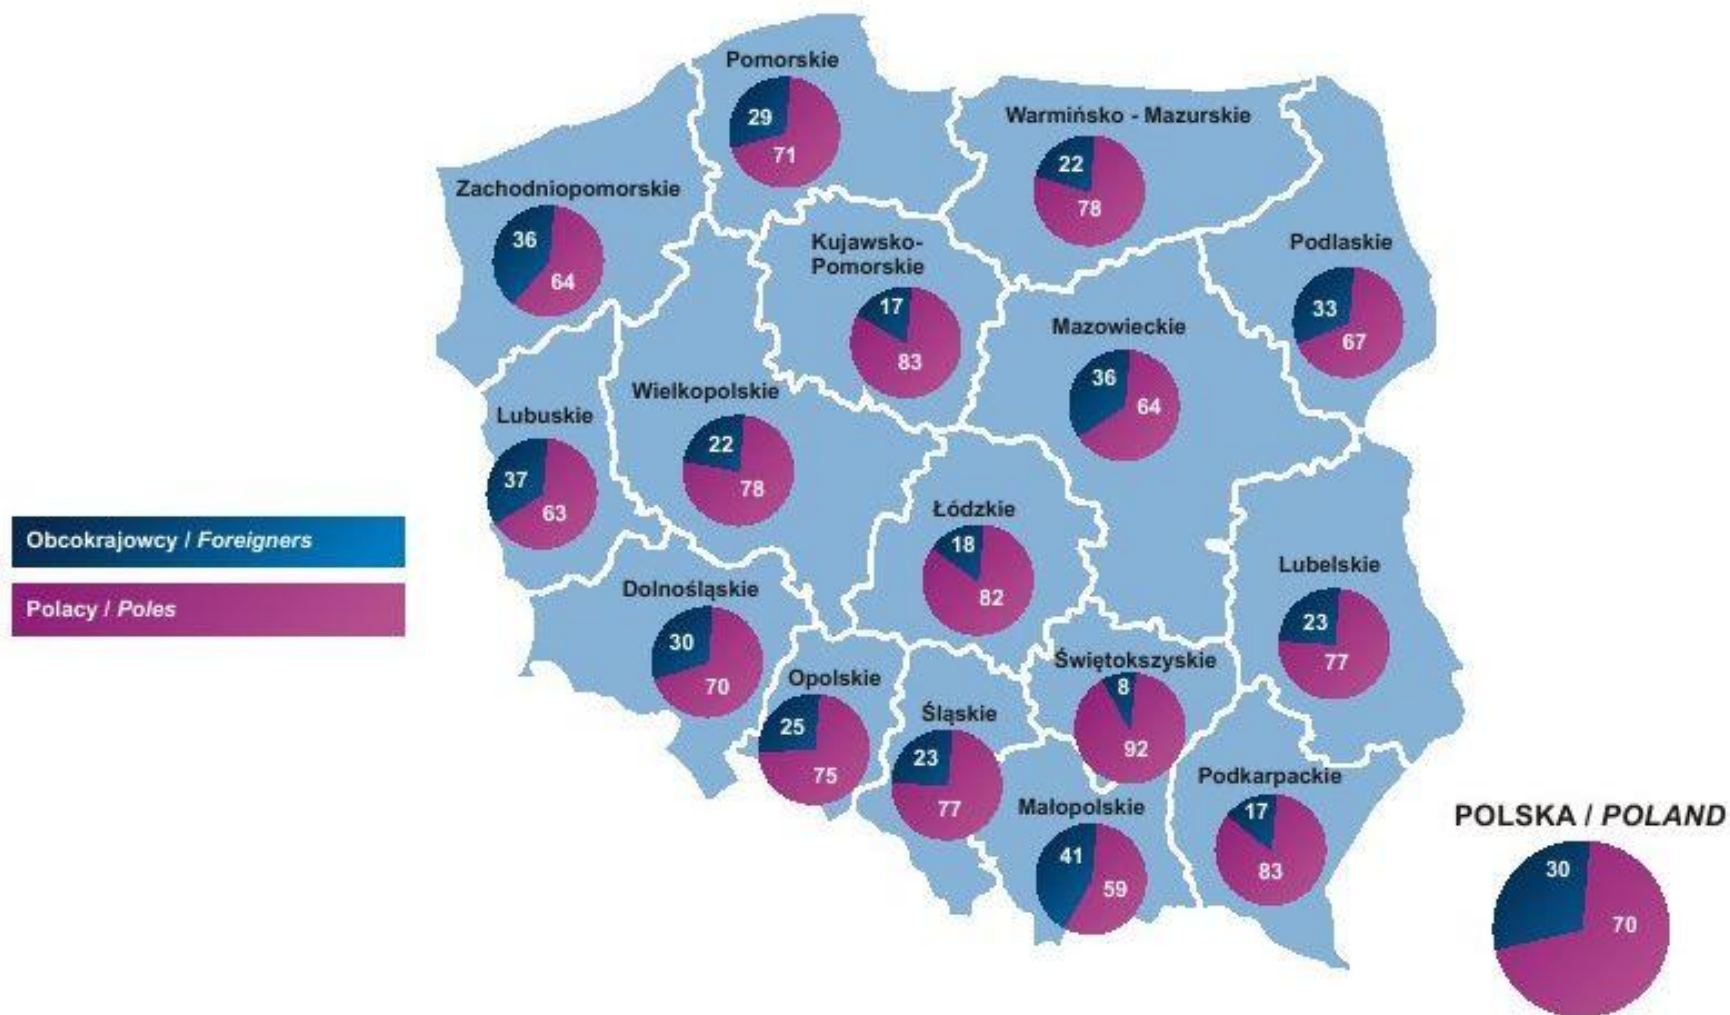 Pomorskie
29
71
Warmińsko - Mazurskie
22
78
Zachodniopomorskie
36
64
Kujawsko-
Pomorskie
17
83
Podlaskie
33
67
Mazowieckie
36
64
Wielkopolskie
22
78
Lubuskie
37
63
Łódzkie
18
82
Obcokrajowcy / Foreigners
Polacy / Poles
Lubelskie
23
77
Dolnośląskie
30
70
Świętokszyskie
8
92
Opolskie
25
75
Śląskie
23
77
Podkarpackie
17
83
Małopolskie
41
59
POLSKA / POLAND
30
70